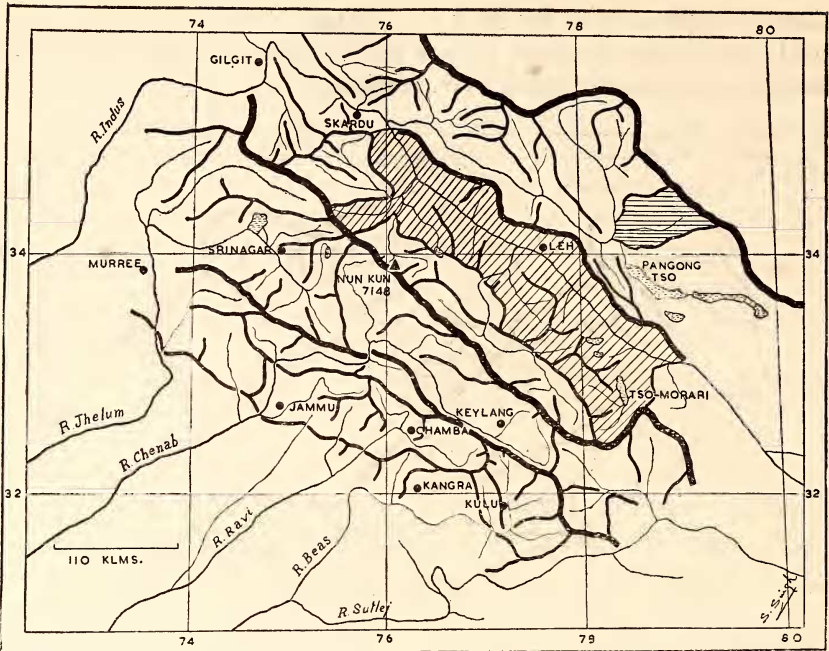 74
76
78
80
GILGIT
SKARDU
R.Indus
34
34
SRINAGAR
LEH
MURREE
NUN KUN
7148
PANGONG
TSO
TSO-MORARI
R.Jhelum
JAMMU
KEYLANG
CHAMBA
R.Chenab
32
32
KANGRA
KULU
R.Ravi
R.Beas
110 KLMS.
R.Sutlej
S. Singh
74
76
79
80